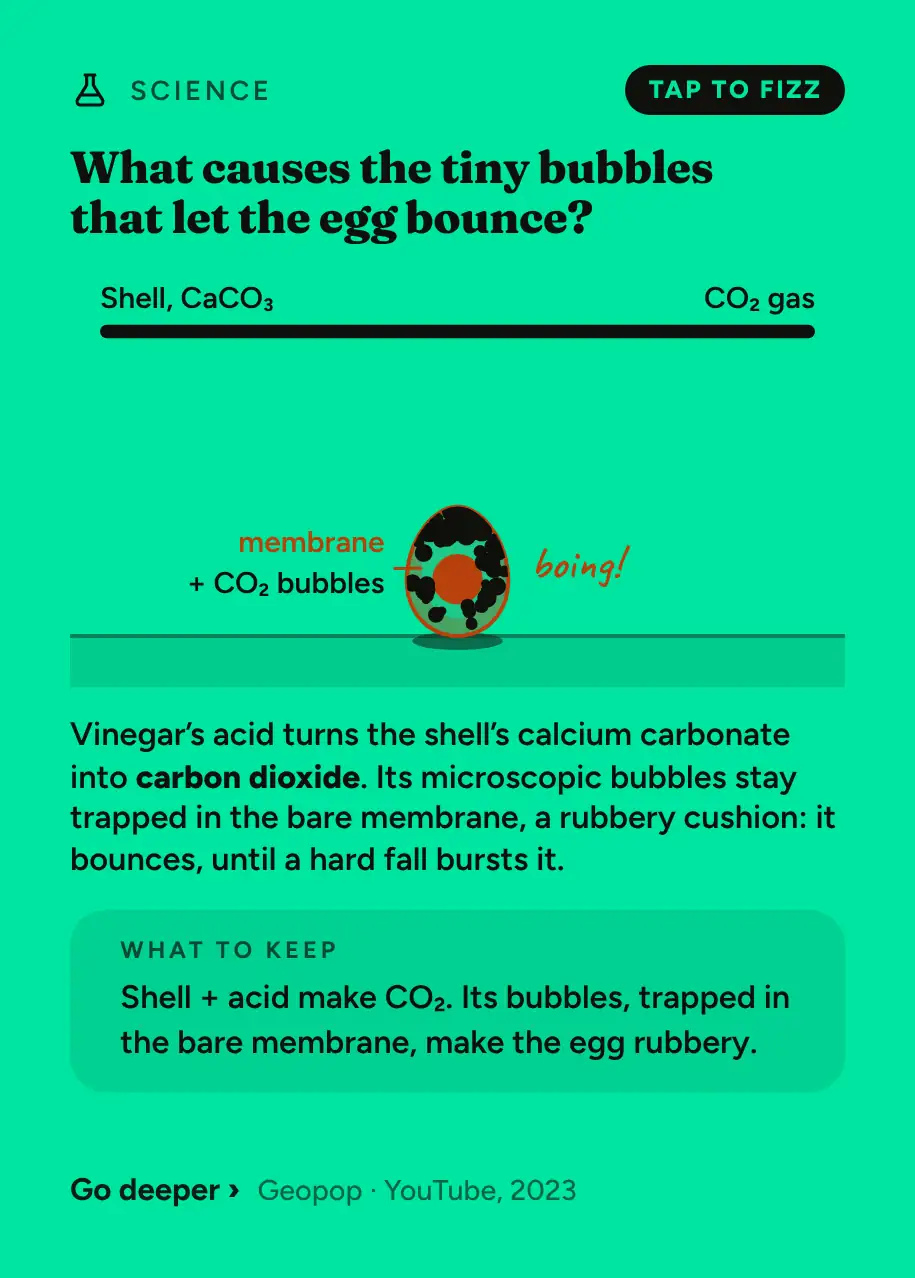 SCIENCE
TAP TO FIZZ
What causes the tiny bubbles
that let the egg bounce?
Shell, CaCO₃
CO₂ gas
membrane
+ CO₂ bubbles
boing!
Vinegar’s acid turns the shell’s calcium carbonate
into carbon dioxide. Its microscopic bubbles stay
trapped in the bare membrane, a rubbery cushion: it
bounces, until a hard fall bursts it.
WHAT TO KEEP
Shell + acid make CO₂. Its bubbles, trapped in
the bare membrane, make the egg rubbery.
Go deeper › Geopop · YouTube, 2023